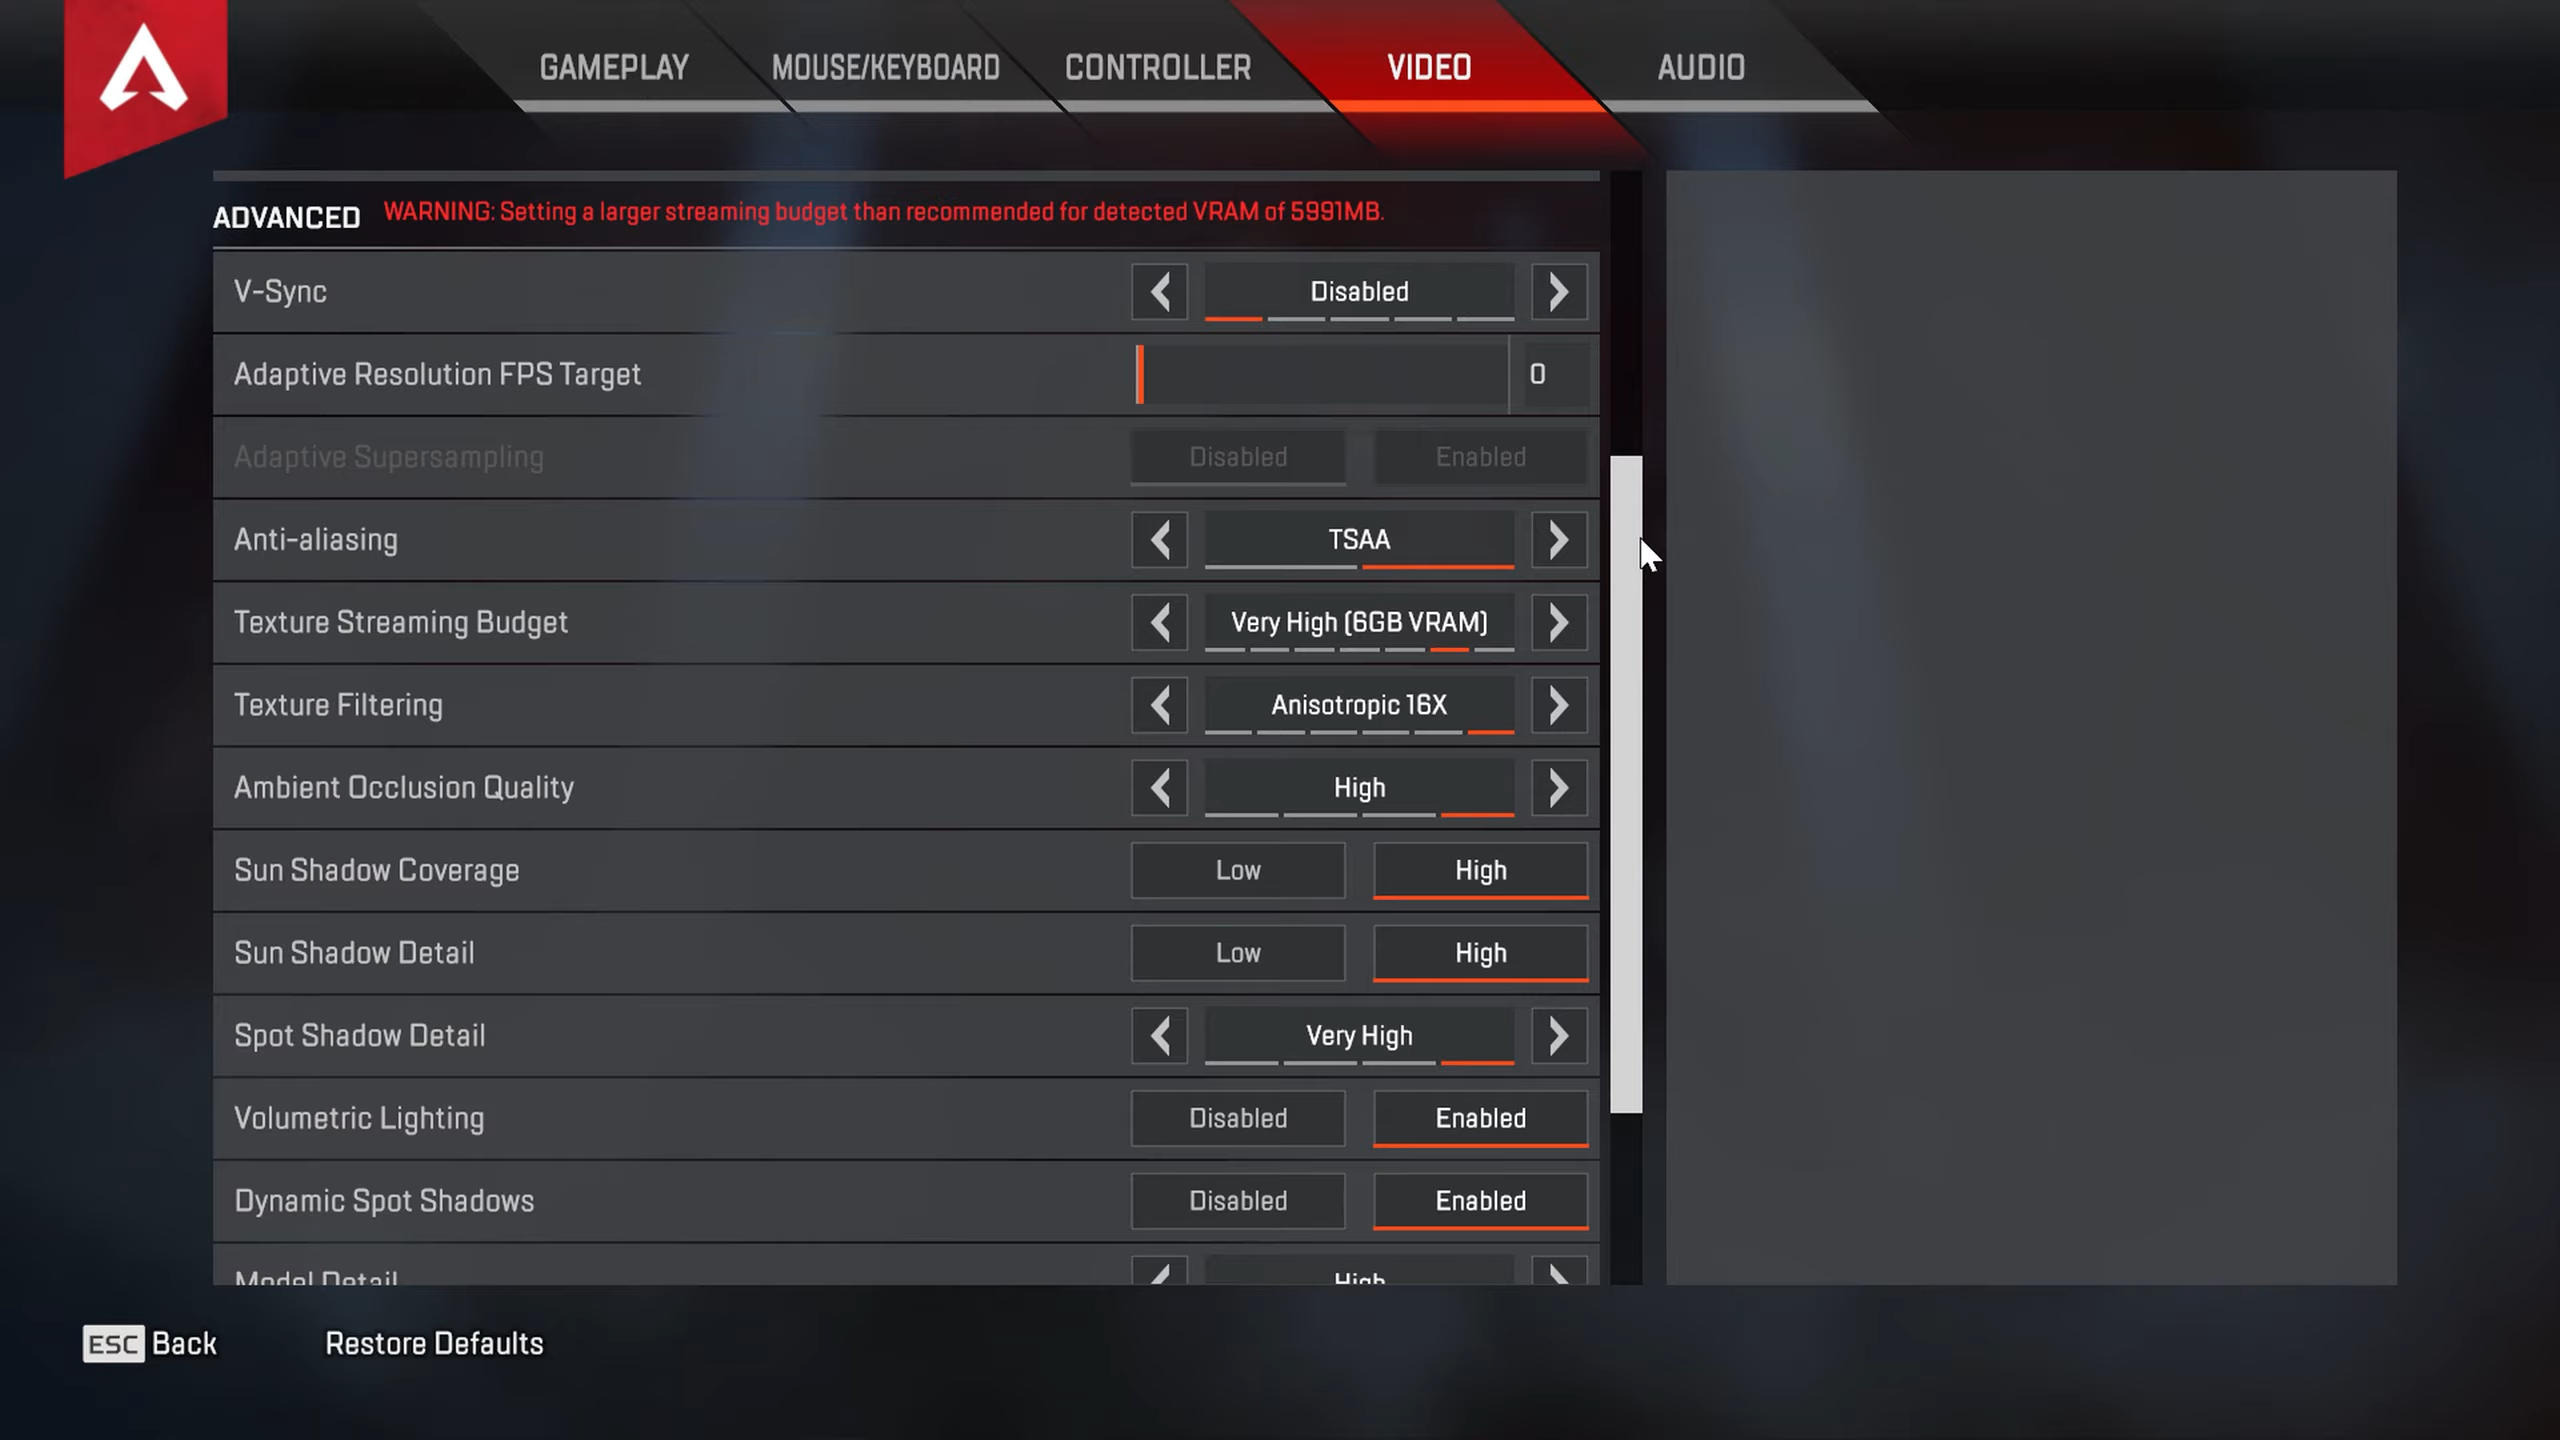 GAMEPLAY MOUSE/KEYBOARD CONTROLLER VIDEO AUDIO
ADVANCED WARNING: Setting a larger streaming budget than recommended for detected VRAM of 5991MB.
V-Sync Disabled
Adaptive Resolution FPS Target 0
Adaptive Supersampling Disabled Enabled
Anti-aliasing TSAA
Texture Streaming Budget Very High (6GB VRAM)
Texture Filtering Anisotropic 16X
Ambient Occlusion Quality High
Sun Shadow Coverage Low High
Sun Shadow Detail Low High
Spot Shadow Detail Very High
Volumetric Lighting Disabled Enabled
Dynamic Spot Shadows Disabled Enabled
Model Detail High
ESC Back Restore Defaults